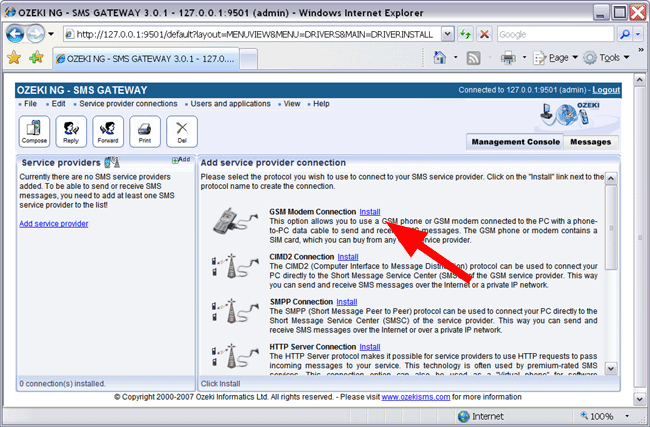 OZEKI NG - SMS GATEWAY 3.0.1 - 127.0.0.1:9501 (admin) - Windows Internet Explorer
http://127.0.0.1:9501/default?layout=MENUVIEW&MENU=DRIVERS&MAIN=DRIVERINSTALL
OZEKI NG - SMS GATEWAY 3.0.1 - 127.0....
Page
Tools
OZEKI NG - SMS GATEWAY
Connected to 127.0.0.1:9501 (admin) - Logout
File Edit Service provider connections Users and applications View Help
OZEKI
Compose Reply Forward Print Del
Management Console Messages
Service providers
Add
Currently there are no SMS service providers
added. To be able to send or receive SMS
messages, you need to add at least one SMS
service provider to the list!
Add service provider
0 connection(s) installed.
Add service provider connection
Please select the protocol you wish to use to connect to your SMS service provider. Click on the "Install" link next to the
protocol name to create the connection.
GSM Modem Connection Install
This option allows you to use a GSM phone or GSM modem connected to the PC with a phone-
to-PC data cable to send and receive messages. The GSM phone or modem contains a
SIM card, which you can buy from any service provider.
CIMD2 Connection Install
The CIMD2 (Computer Interface to Message Distribution) protocol can be used to connect your
PC directly to the Short Message Service Center (SMSC) of the GSM service provider. This way
you can send and receive SMS messages over the Internet or a private IP network.
SMPP Connection Install
The SMPP (Short Message Peer to Peer) protocol can be used to connect your PC directly to the
Short Message Service Center (SMSC) of the service provider. This way you can send and
receive SMS messages over the Internet or over a private IP network.
HTTP Server Connection Install
The HTTP Server protocol makes it possible for service providers to use HTTP requests to pass
incoming messages to your service. This technology is often used by premium-rated SMS
services. This connection option can also be used as a "Virtual phone" for software
Click Install
© Copyright 2000-2007 Ozeki Informatics Ltd. All rights reserved. - Please visit www.ozekisms.com for more information
Internet
100%